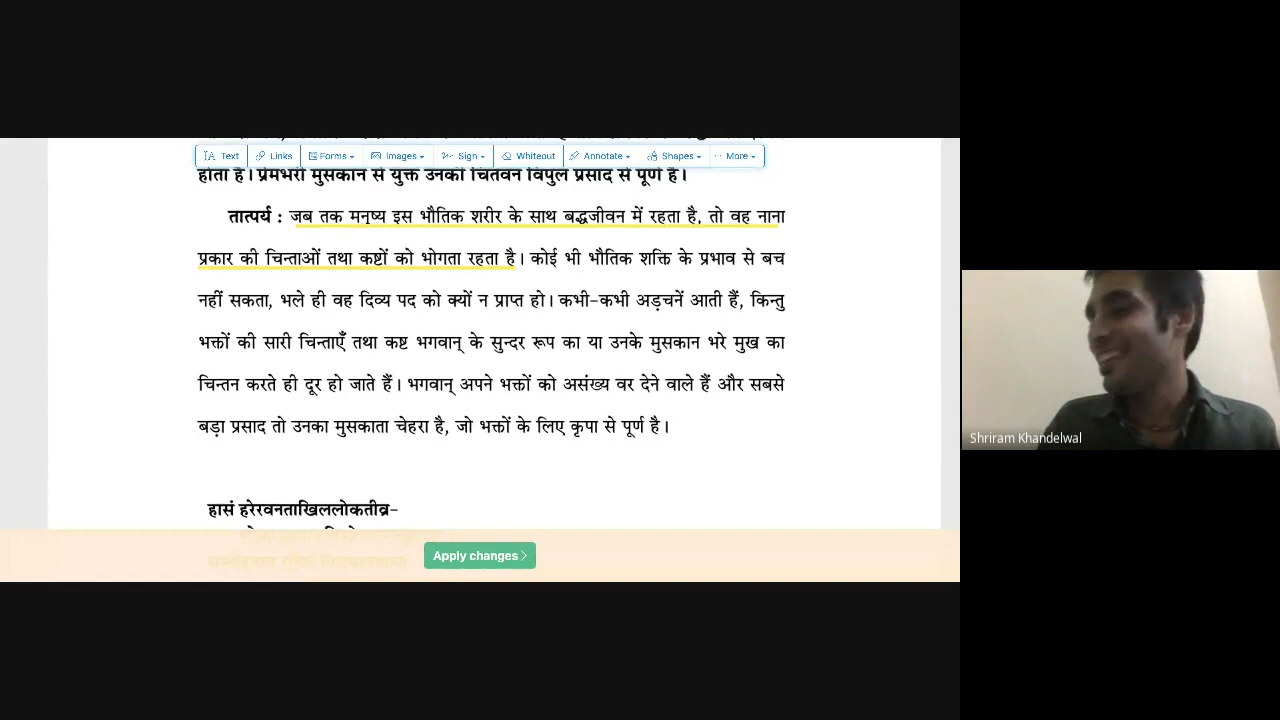 Text Links Forms Images Sign Whiteout Annotate Shapes More
होता है। प्रेमभरी मुसकान से युक्त उनकी चितवन विपुल प्रसाद से पूर्ण है।
तात्पर्य : जब तक मनुष्य इस भौतिक शरीर के साथ बद्धजीवन में रहता है, तो वह नाना
प्रकार की चिन्ताओं तथा कष्टों को भोगता रहता है। कोई भी भौतिक शक्ति के प्रभाव से बच
नहीं सकता, भले ही वह दिव्य पद को क्यों न प्राप्त हो। कभी-कभी अड़चनें आती हैं, किन्तु
भक्तों की सारी चिन्ताएँ तथा कष्ट भगवान् के सुन्दर रूप का या उनके मुसकान भरे मुख का
चिन्तन करते ही दूर हो जाते हैं। भगवान् अपने भक्तों को असंख्य वर देने वाले हैं और सबसे
बड़ा प्रसाद तो उनका मुसकाता चेहरा है, जो भक्तों के लिए कृपा से पूर्ण है।
हासं हरेरवनताखिललोकतीव्र-
Apply changes
Shriram Khandelwal